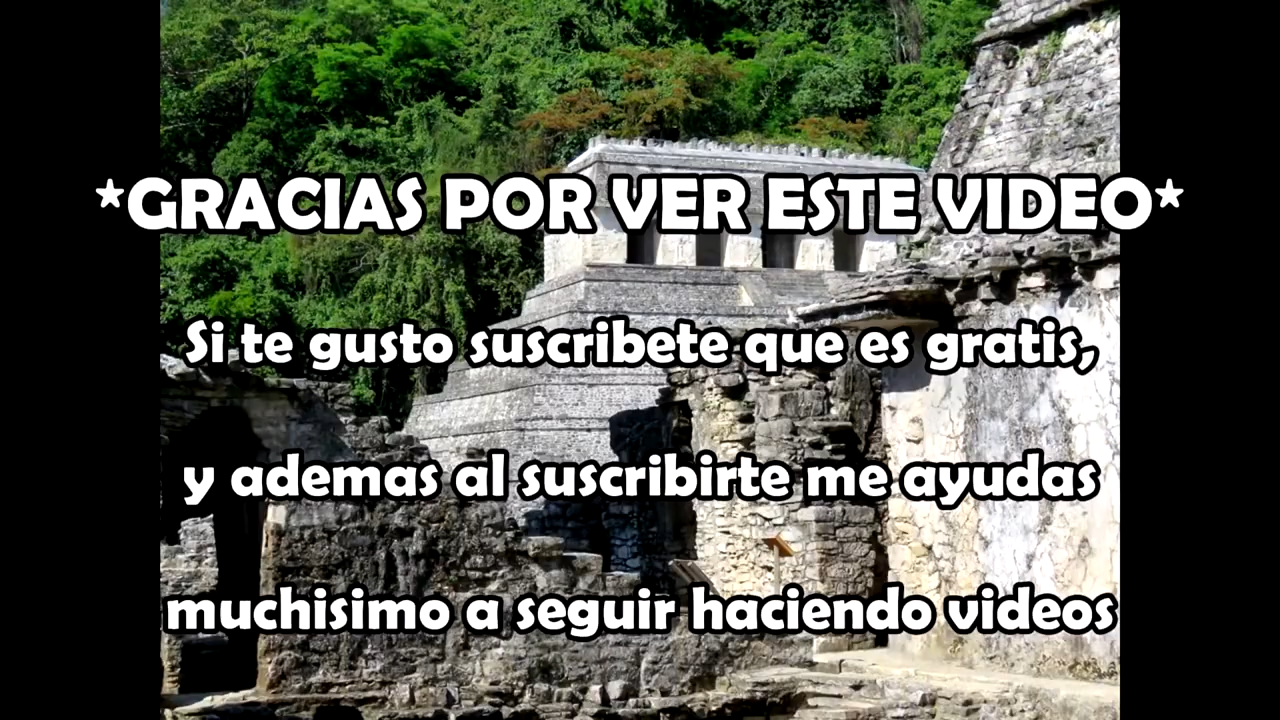 *GRACIAS POR VER ESTE VIDEO*
Si te gusto suscribete que es gratis,
y ademas al suscribirte me ayudas
muchisimo a seguir haciendo videos